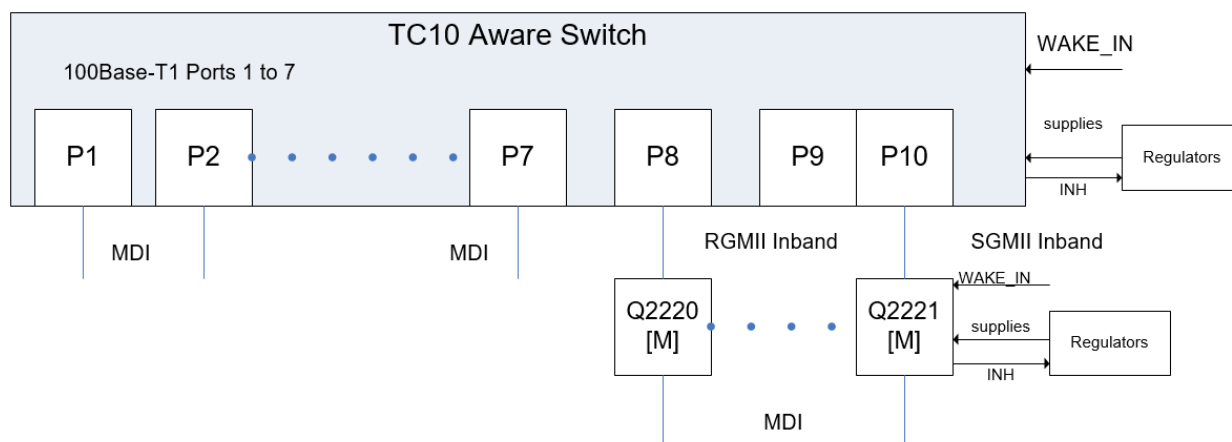 TC10 Aware Switch
WAKE_IN
100Base-T1 Ports 1 to 7
supplies
P1
P2
P7
P8
P9
P10
Regulators
INH
MDI
MDI
RGMII Inband
SGMII Inband
WAKE_IN
Q2220
[M]
Q2221
[M]
supplies
Regulators
INH
MDI